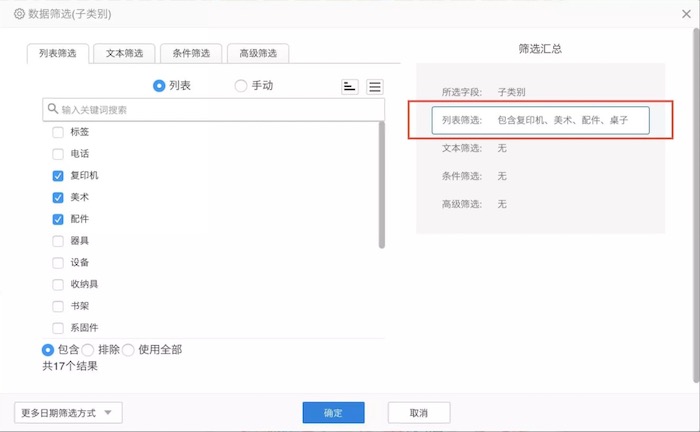 数据筛选(子类别)
列表筛选 文本筛选 条件筛选 高级筛选
列表 手动
输入关键词搜索
标签
电话
复印机
美术
配件
器具
设备
收纳具
书架
系固件
包含 排除 使用全部
共17个结果
筛选汇总
所选字段: 子类别
列表筛选: 包含复印机、美术、配件、桌子
文本筛选: 无
条件筛选: 无
高级筛选: 无
更多日期筛选方式 确定 取消